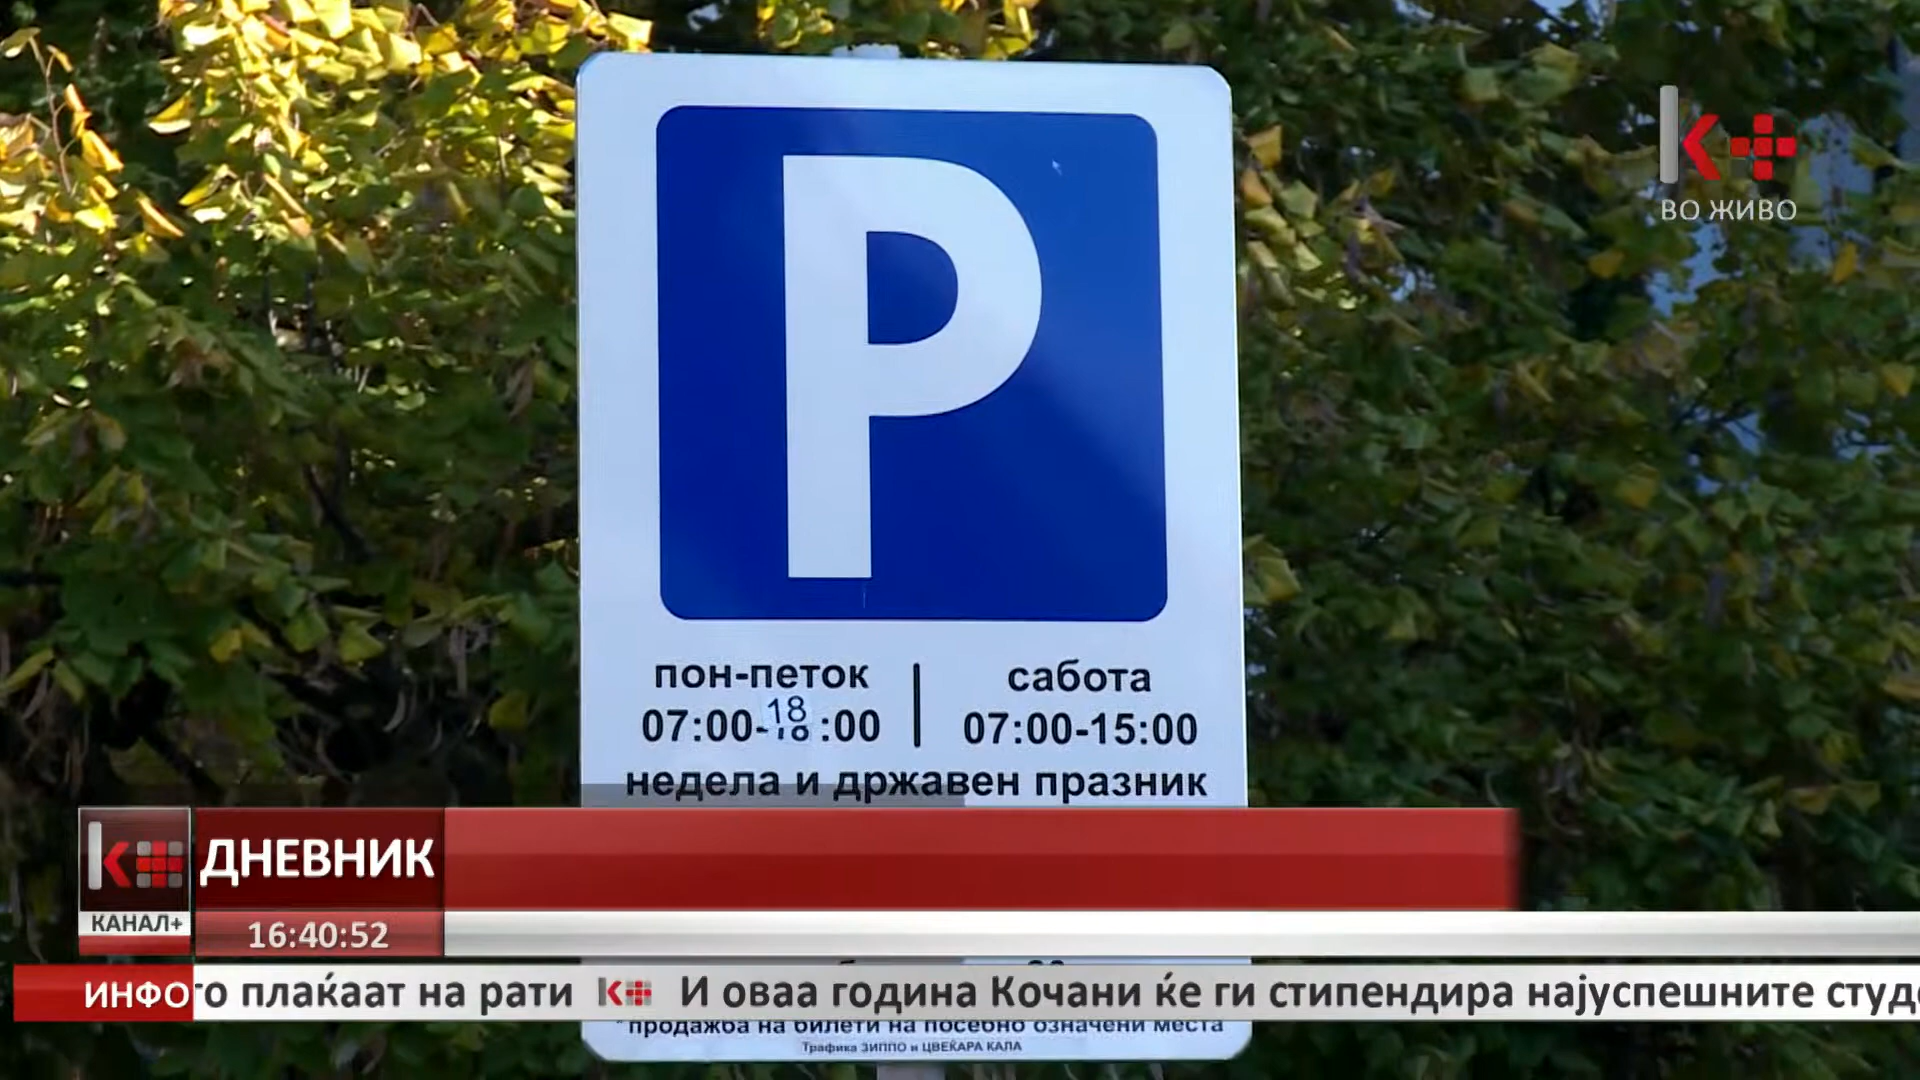 P
ВО ЖИВО
пон-петок | сабота
07:00-18:00 | 07:00-15:00
недела и државен празник
ДНЕВНИК
КАНАЛ+
16:40:52
ИНФО го плаќаат на рати К+ И оваа година Кочани ќе ги стипендира најуспешните студ
*продажба на билети на посебно означени места
Трафика ЗИППО и ЦВЕЌАРА КАЛА